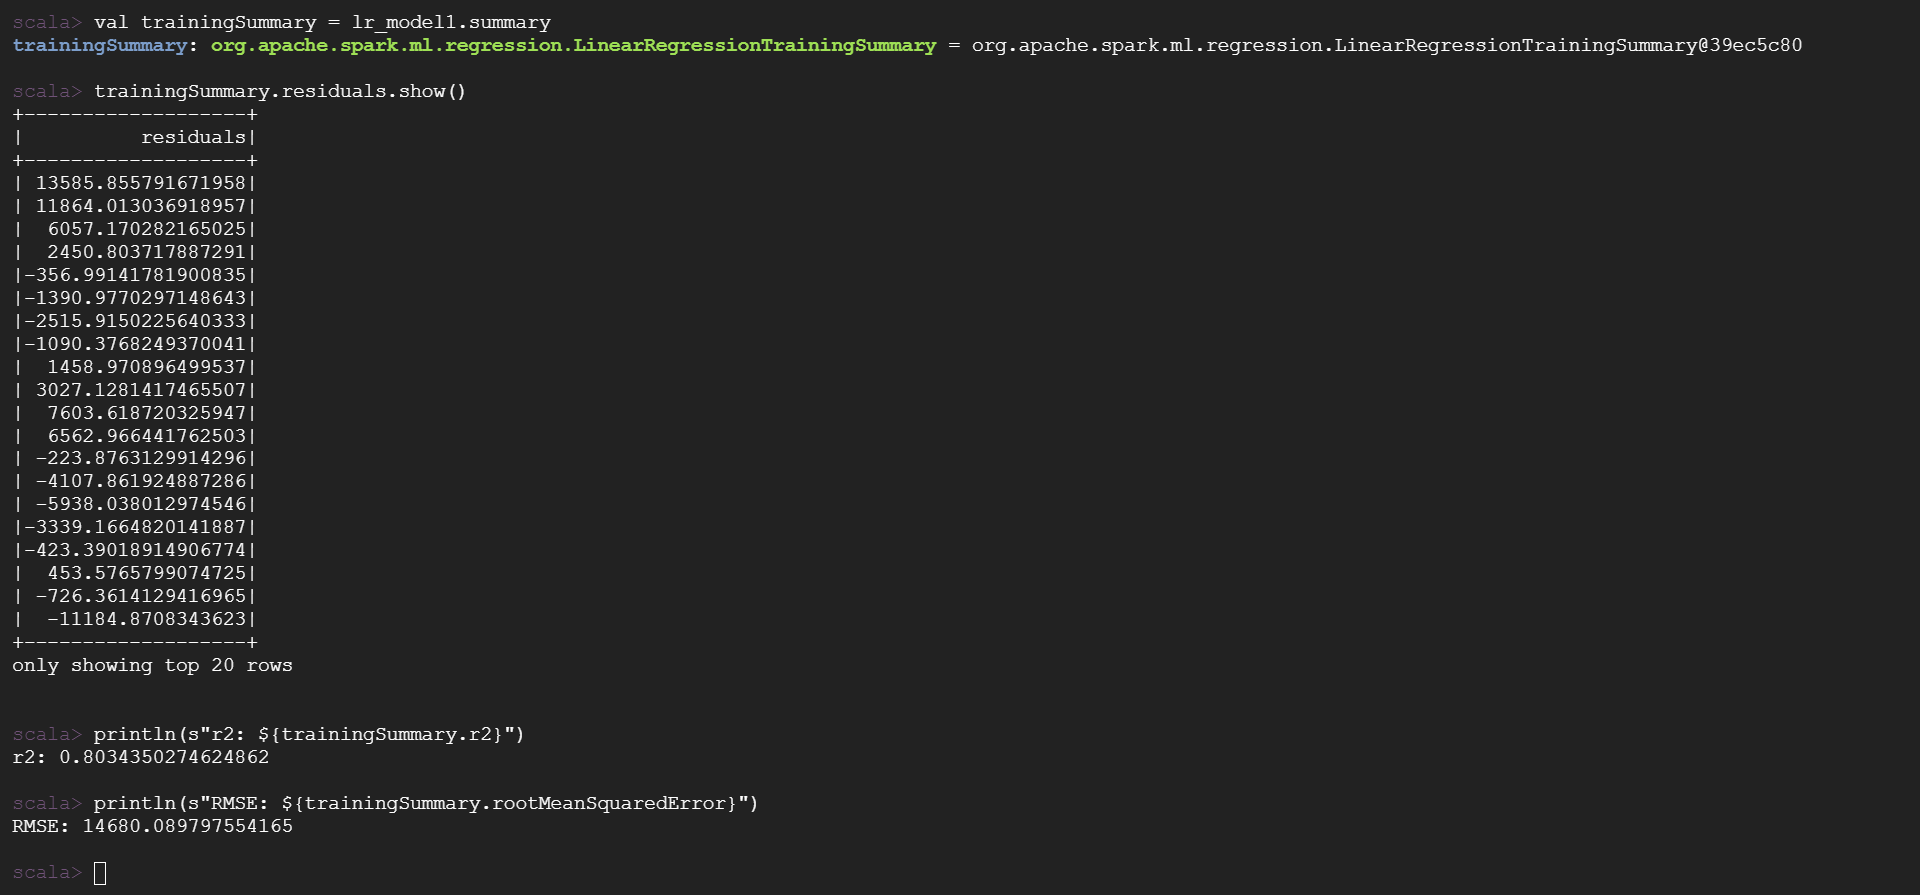 scala> val trainingSummary = lr_model1.summary
trainingSummary: org.apache.spark.ml.regression.LinearRegressionTrainingSummary = org.apache.spark.ml.regression.LinearRegressionTrainingSummary@39ec5c80
scala> trainingSummary.residuals.show()
+-------------------+
|          residuals|
+-------------------+
| 13585.855791671958|
| 11864.013036918957|
|  6057.170282165025|
|  2450.803717887291|
|-356.99141781900835|
|-1390.9770297148643|
|-2515.9150225640333|
|-1090.3768249370041|
|  1458.970896499537|
| 3027.1281417465507|
|  7603.618720325947|
|  6562.966441762503|
| -223.8763129914296|
| -4107.861924887286|
| -5938.038012974546|
|-3339.1664820141887|
|-423.39018914906774|
|  453.5765799074725|
| -726.3614129416965|
|  -11184.8708343623|
+-------------------+
only showing top 20 rows
scala> println(s"r2: ${trainingSummary.r2}")
r2: 0.8034350274624862
scala> println(s"RMSE: ${trainingSummary.rootMeanSquaredError}")
RMSE: 14680.089797554165
scala>